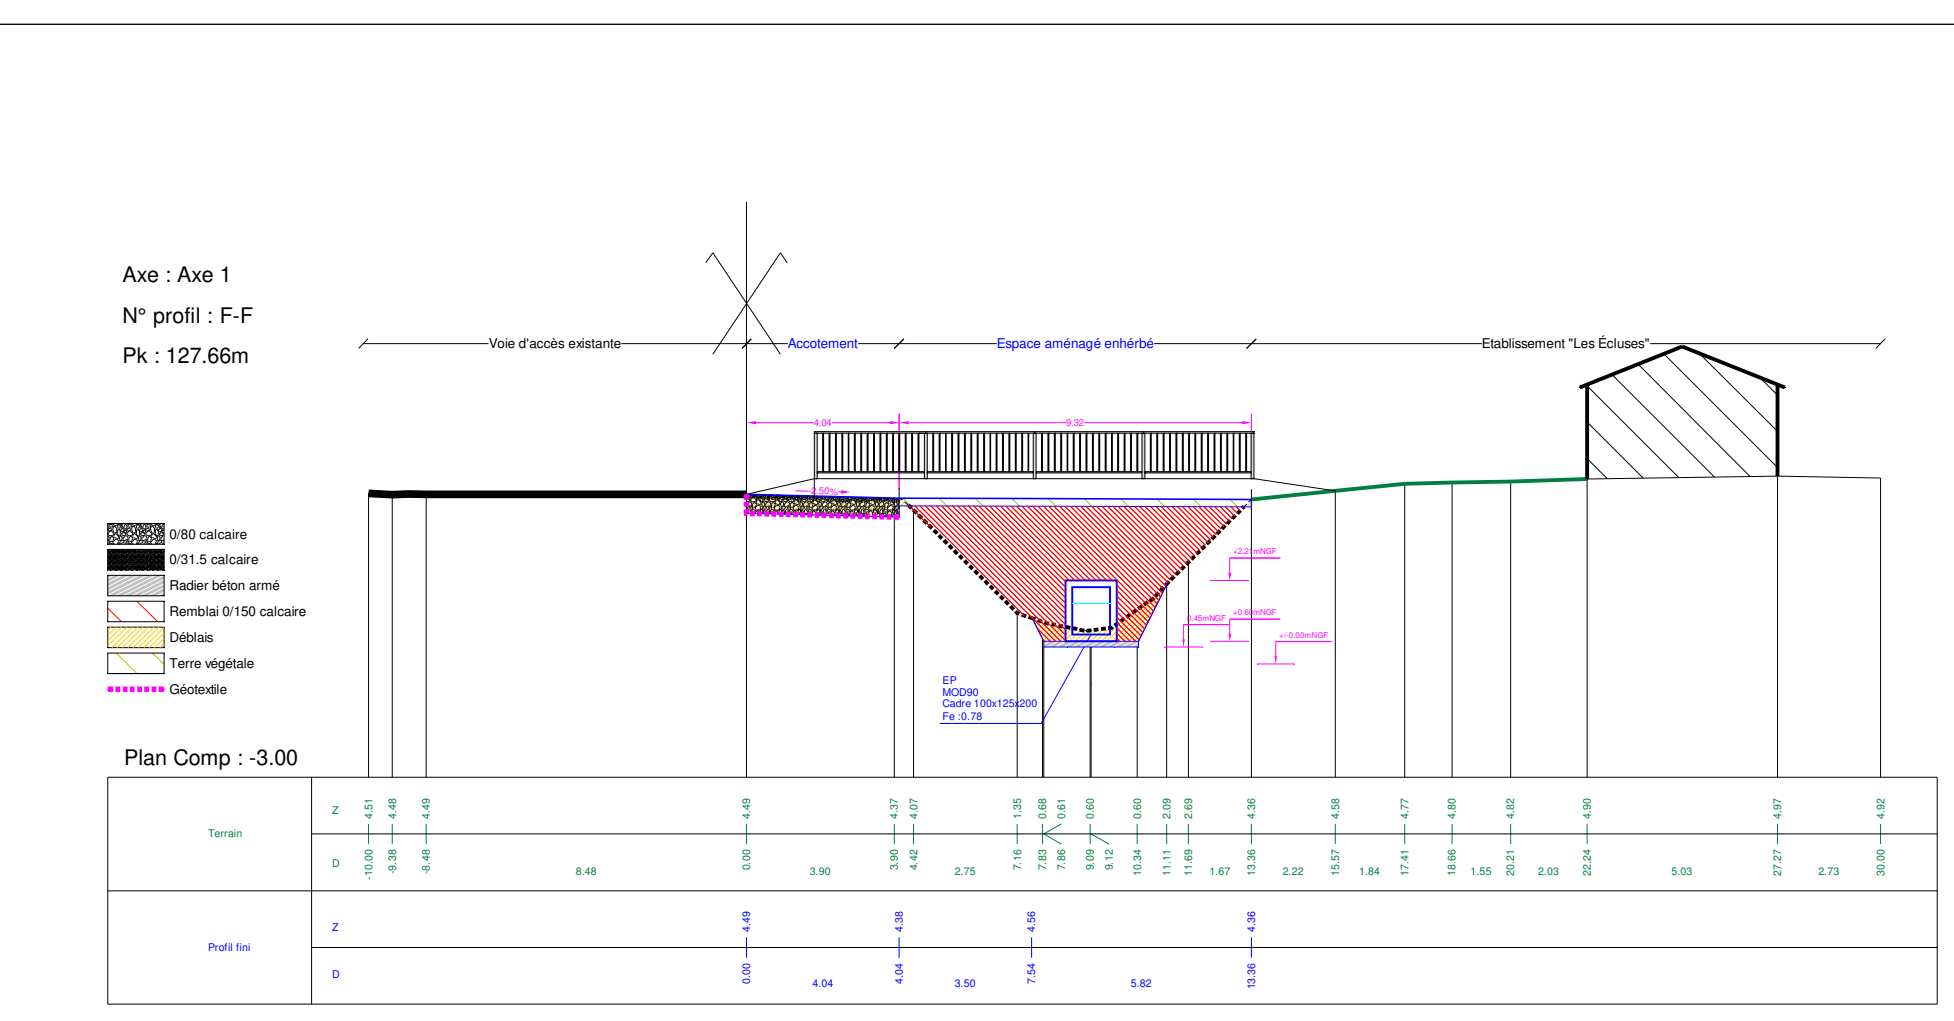 Axe : Axe 1
N° profil : F-F
Pk : 127.66m
Voie d'accès existante
Accotement
Espace aménagé enhérbé
Etablissement "Les Écluses"
4.04
9.32
2.50%
0/80 calcaire
0/31.5 calcaire
Radier béton armé
Remblai 0/150 calcaire
Déblais
Terre végétale
Géotextile
+2.21mNGF
+0.60mNGF
0.45mNGF
+/-0.00mNGF
EP
MOD90
Cadre 100x125x200
Fe :0.78
Plan Comp : -3.00
Terrain
Z
4.51 4.48 4.49 4.49 4.37 4.07 1.35 0.68 0.61 0.60 0.60 2.09 2.69 4.36 4.58 4.77 4.80 4.82 4.90 4.97 4.92
D
-10.00 -9.38 -8.48 0.00 3.90 4.42 7.16 7.83 7.86 9.09 9.12 10.34 11.11 11.69 13.36 15.57 17.41 18.66 20.21 22.24 27.27 30.00
8.48 3.90 2.75 1.67 2.22 1.84 1.55 2.03 5.03 2.73
Profil fini
Z
4.49 4.38 4.56 4.36
D
0.00 4.04 7.54 13.36
4.04 3.50 5.82